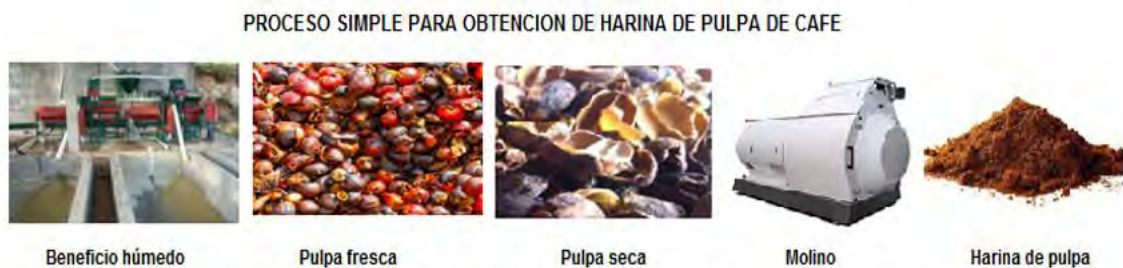 PROCESO SIMPLE PARA OBTENCION DE HARINA DE PULPA DE CAFE
Beneficio húmedo
Pulpa fresca
Pulpa seca
Molino
Harina de pulpa